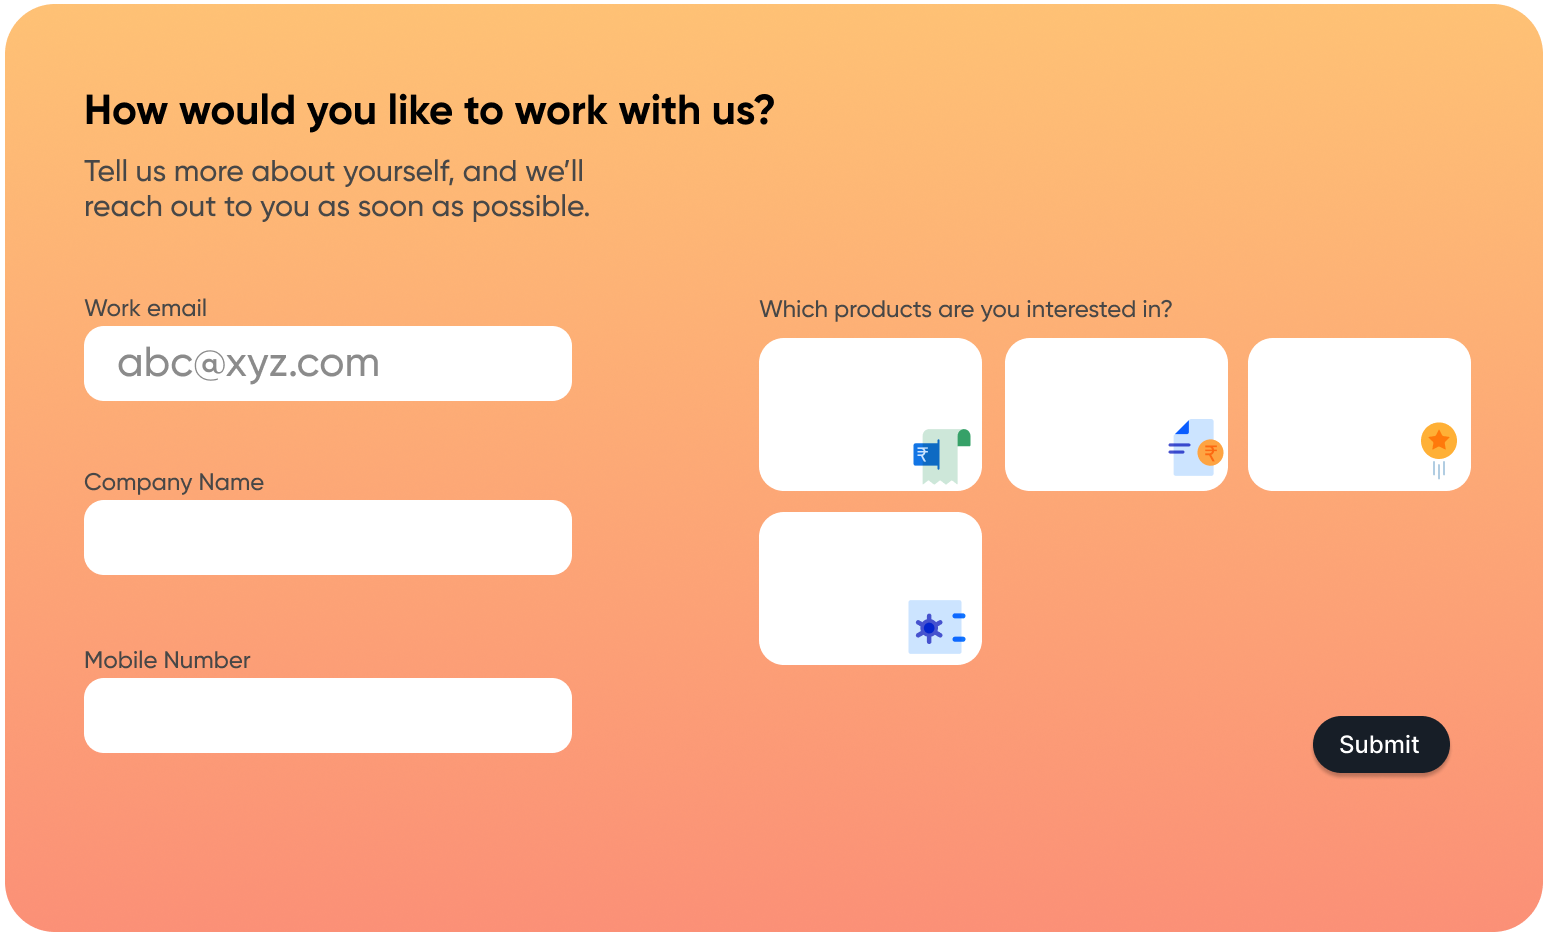 How would you like to work with us?
Tell us more about yourself, and we’ll
reach out to you as soon as possible.
Work email
abc@xyz.com
Company Name
Mobile Number
Which products are you interested in?
₹
₹
Submit